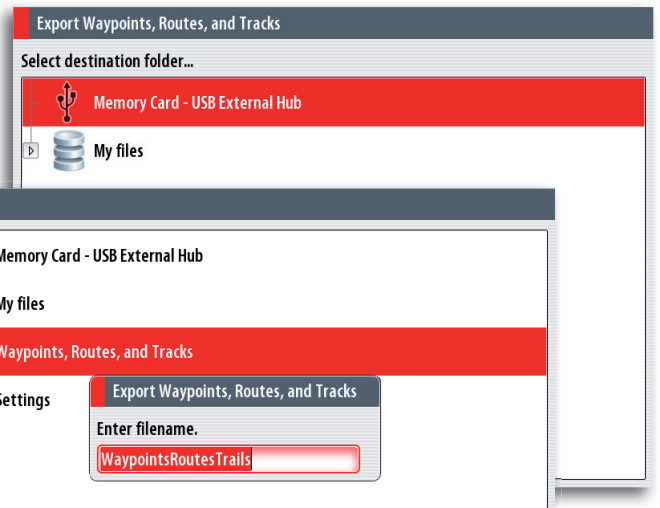 Export Waypoints, Routes, and Tracks
Select destination folder...
Memory Card - USB External Hub
My files
Memory Card - USB External Hub
My files
Waypoints, Routes, and Tracks
Settings
Export Waypoints, Routes, and Tracks
Enter filename.
WaypointsRoutesTrails